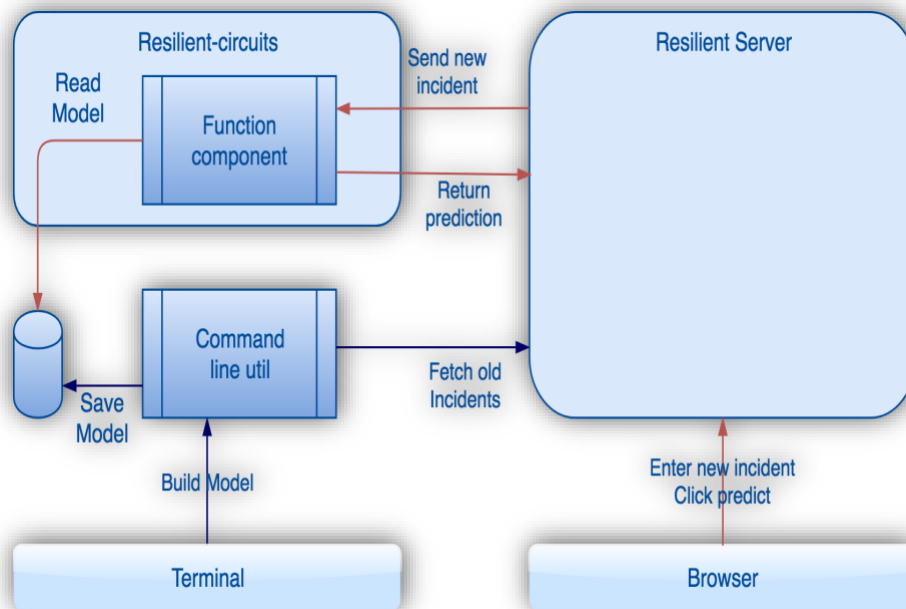 Resilient-circuits
Resilient Server
Send new
incident
Read
Model
Function
component
Return
prediction
Command
line util
Fetch old
Incidents
Save
Model
Build Model
Enter new incident
Click predict
Terminal
Browser